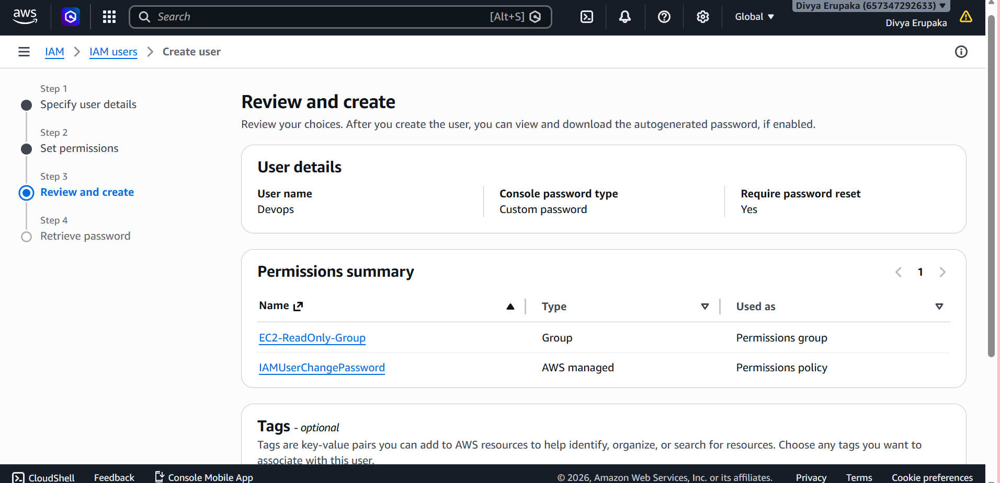 aws
Search
[Alt+S]
Global
Divya Erupaka (657347292633)
Divya Erupaka
IAM
IAM users
Create user
Step 1
Specify user details
Step 2
Set permissions
Step 3
Review and create
Step 4
Retrieve password
Review and create
Review your choices. After you create the user, you can view and download the autogenerated password, if enabled.
User details
User name
Devops
Console password type
Custom password
Require password reset
Yes
Permissions summary
1
Name Type Used as
EC2-ReadOnly-Group Group Permissions group
IAMUserChangePassword AWS managed Permissions policy
Tags - optional
Tags are key-value pairs you can add to AWS resources to help identify, organize, or search for resources. Choose any tags you want to
associate with this user.
CloudShell Feedback Console Mobile App © 2026, Amazon Web Services, Inc. or its affiliates. Privacy Terms Cookie preferences